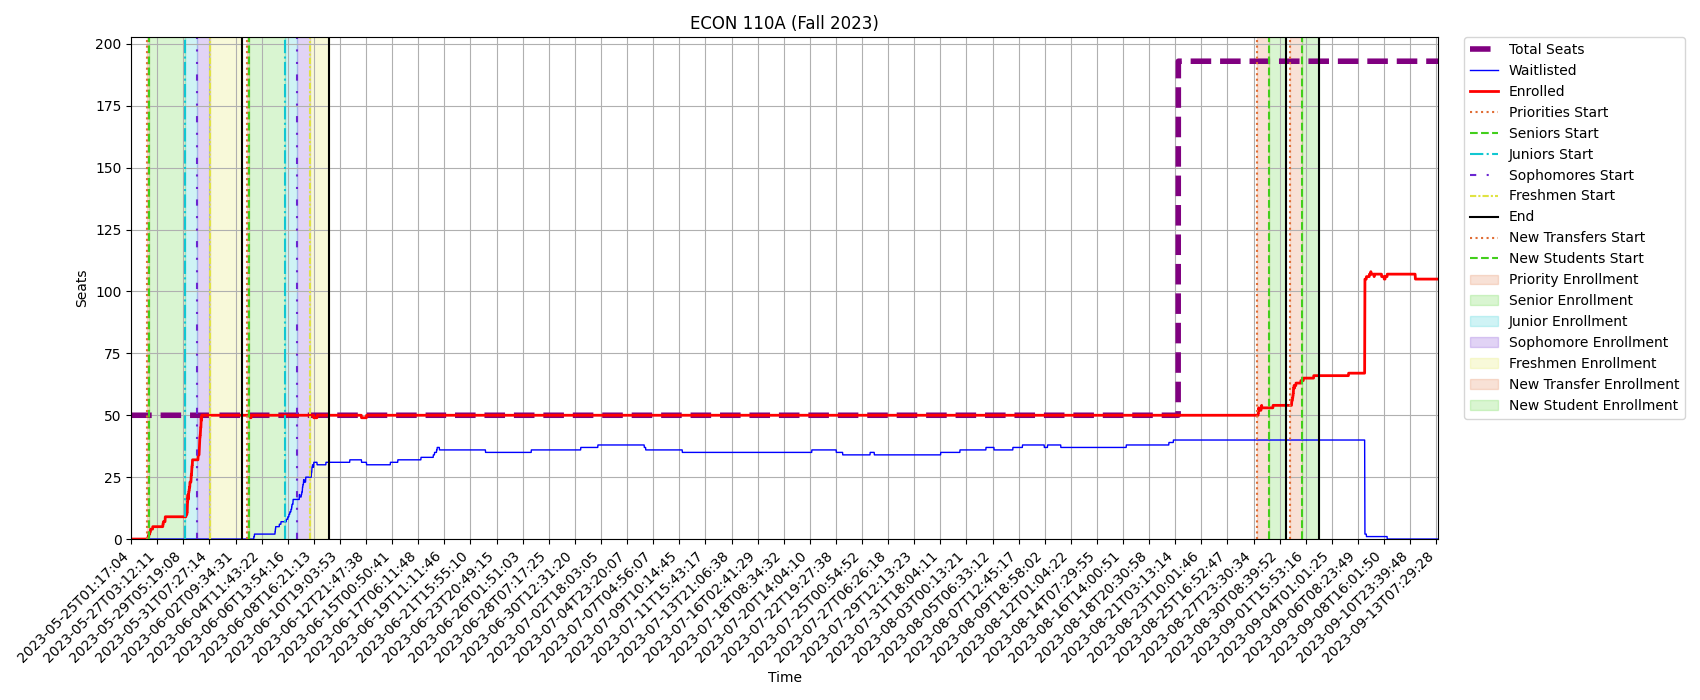 ECON 110A (Fall 2023)
Seats
200
175
150
125
100
75
50
25
0
2023-05-25T01:17:04
2023-05-27T03:12:11
2023-05-29T05:19:08
2023-05-31T07:27:14
2023-06-02T09:34:31
2023-06-04T11:43:22
2023-06-06T13:54:16
2023-06-08T16:21:13
2023-06-10T19:03:53
2023-06-12T21:47:38
2023-06-15T00:50:41
2023-06-17T06:11:48
2023-06-19T11:11:46
2023-06-21T15:55:10
2023-06-23T20:49:15
2023-06-26T01:51:03
2023-06-28T07:17:25
2023-06-30T12:31:20
2023-07-02T18:03:05
2023-07-04T23:20:07
2023-07-07T04:56:07
2023-07-09T10:14:45
2023-07-11T15:43:17
2023-07-13T21:06:38
2023-07-16T02:41:29
2023-07-18T08:34:32
2023-07-20T14:04:10
2023-07-22T19:27:38
2023-07-25T00:54:52
2023-07-27T06:26:18
2023-07-29T12:13:23
2023-07-31T18:04:11
2023-08-03T00:13:21
2023-08-05T06:33:12
2023-08-07T12:45:17
2023-08-09T18:58:02
2023-08-12T01:04:22
2023-08-14T07:29:55
2023-08-16T14:00:51
2023-08-18T20:30:58
2023-08-21T03:13:14
2023-08-23T10:01:46
2023-08-25T16:52:47
2023-08-27T23:30:34
2023-08-30T08:39:52
2023-09-01T15:53:16
2023-09-04T01:01:25
2023-09-06T08:23:49
2023-09-08T16:01:50
2023-09-10T23:39:48
2023-09-13T07:29:28
Time
Total Seats
Waitlisted
Enrolled
Priorities Start
Seniors Start
Juniors Start
Sophomores Start
Freshmen Start
End
New Transfers Start
New Students Start
Priority Enrollment
Senior Enrollment
Junior Enrollment
Sophomore Enrollment
Freshmen Enrollment
New Transfer Enrollment
New Student Enrollment